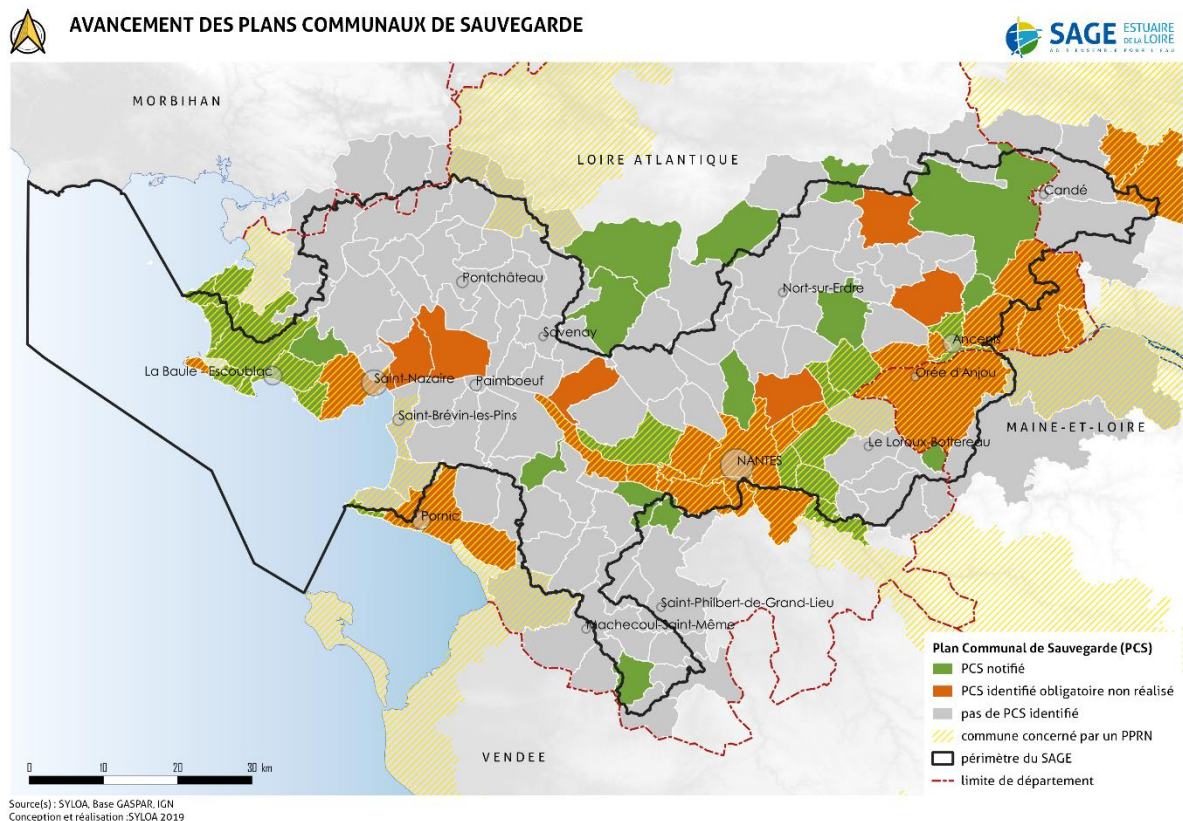 AVANCEMENT DES PLANS COMMUNAUX DE SAUVEGARDE
SAGE ESTUAIRE
DE LA LOIRE
MORBIHAN
LOIRE ATLANTIQUE
Candé
Pontchâteau
Nort-sur-Erdre
Savenay
Ancenis
La Baule - Escoublac
Saint-Nazaire
Paimboeuf
Orée d'Anjou
Saint-Brévin-les-Pins
MAINE-ET-LOIRE
Le Loroux-Bottereau
NANTES
Pornic
Saint-Philbert-de-Grand-Lieu
Machecoul-Saint-Même
VENDEE
Plan Communal de Sauvegarde (PCS)
PCS notifié
PCS identifié obligatoire non réalisé
pas de PCS identifié
commune concerné par un PPRN
périmètre du SAGE
limite de département
0 10 20 30 km
Source(s) : SYLOA, Base GASPAR, IGN
Conception et réalisation :SYLOA 2019